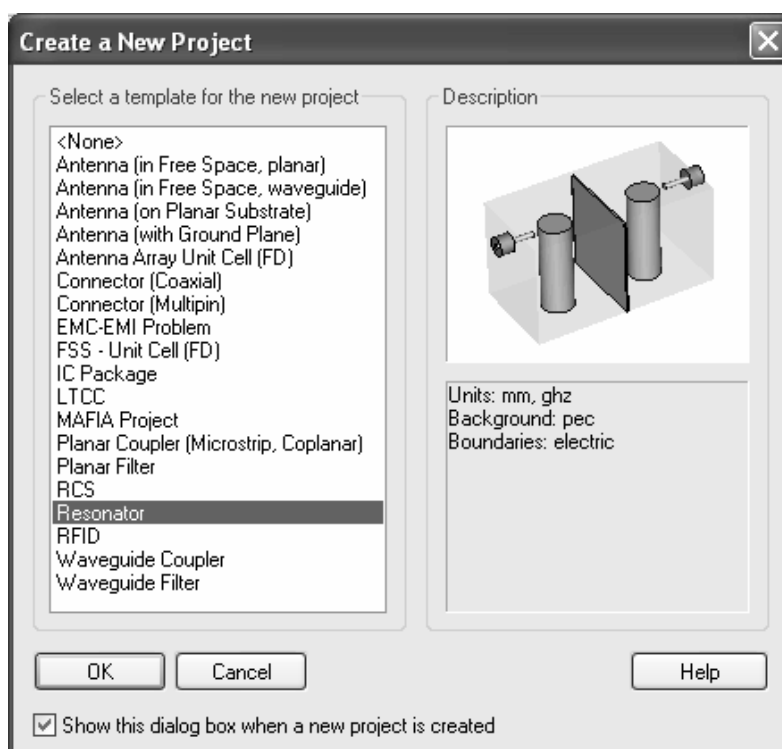 Create a New Project
Select a template for the new project
<None>
Antenna (in Free Space, planar)
Antenna (in Free Space, waveguide)
Antenna (on Planar Substrate)
Antenna (with Ground Plane)
Antenna Array Unit Cell (FD)
Connector (Coaxial)
Connector (Multipin)
EMC-EMI Problem
FSS - Unit Cell (FD)
IC Package
LTCC
MAFIA Project
Planar Coupler (Microstrip, Coplanar)
Planar Filter
RCS
Resonator
RFID
Waveguide Coupler
Waveguide Filter
Description
Units: mm, ghz
Background: pec
Boundaries: electric
OK
Cancel
Help
Show this dialog box when a new project is created